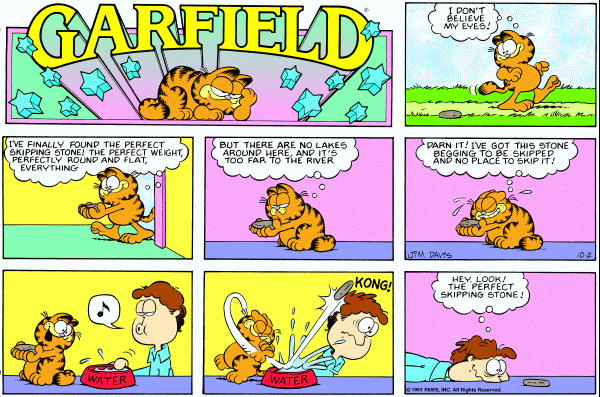 GARFIELD
®
I DON'T
BELIEVE
MY EYES!
I'VE FINALLY FOUND THE PERFECT
SKIPPING STONE! THE PERFECT WEIGHT,
PERFECTLY ROUND AND FLAT,
EVERYTHING
BUT THERE ARE NO LAKES
AROUND HERE, AND IT'S
TOO FAR TO THE RIVER
DARN IT! I'VE GOT THIS STONE
BEGGING TO BE SKIPPED
AND NO PLACE TO SKIP IT!
JIM DAVIS
10-2
WATER
KONG!
WATER
HEY, LOOK!
THE PERFECT
SKIPPING STONE!
© 1983 PAWS, INC. All Rights Reserved.